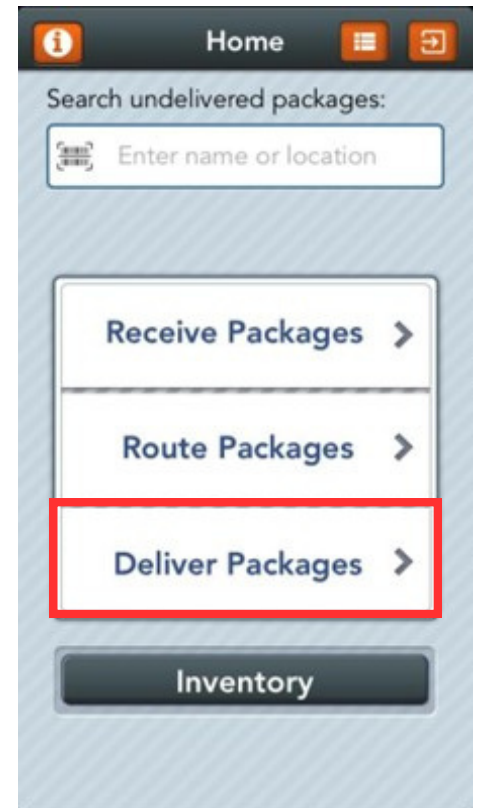 Home
Search undelivered packages:
Enter name or location
Receive Packages
Route Packages
Deliver Packages
Inventory